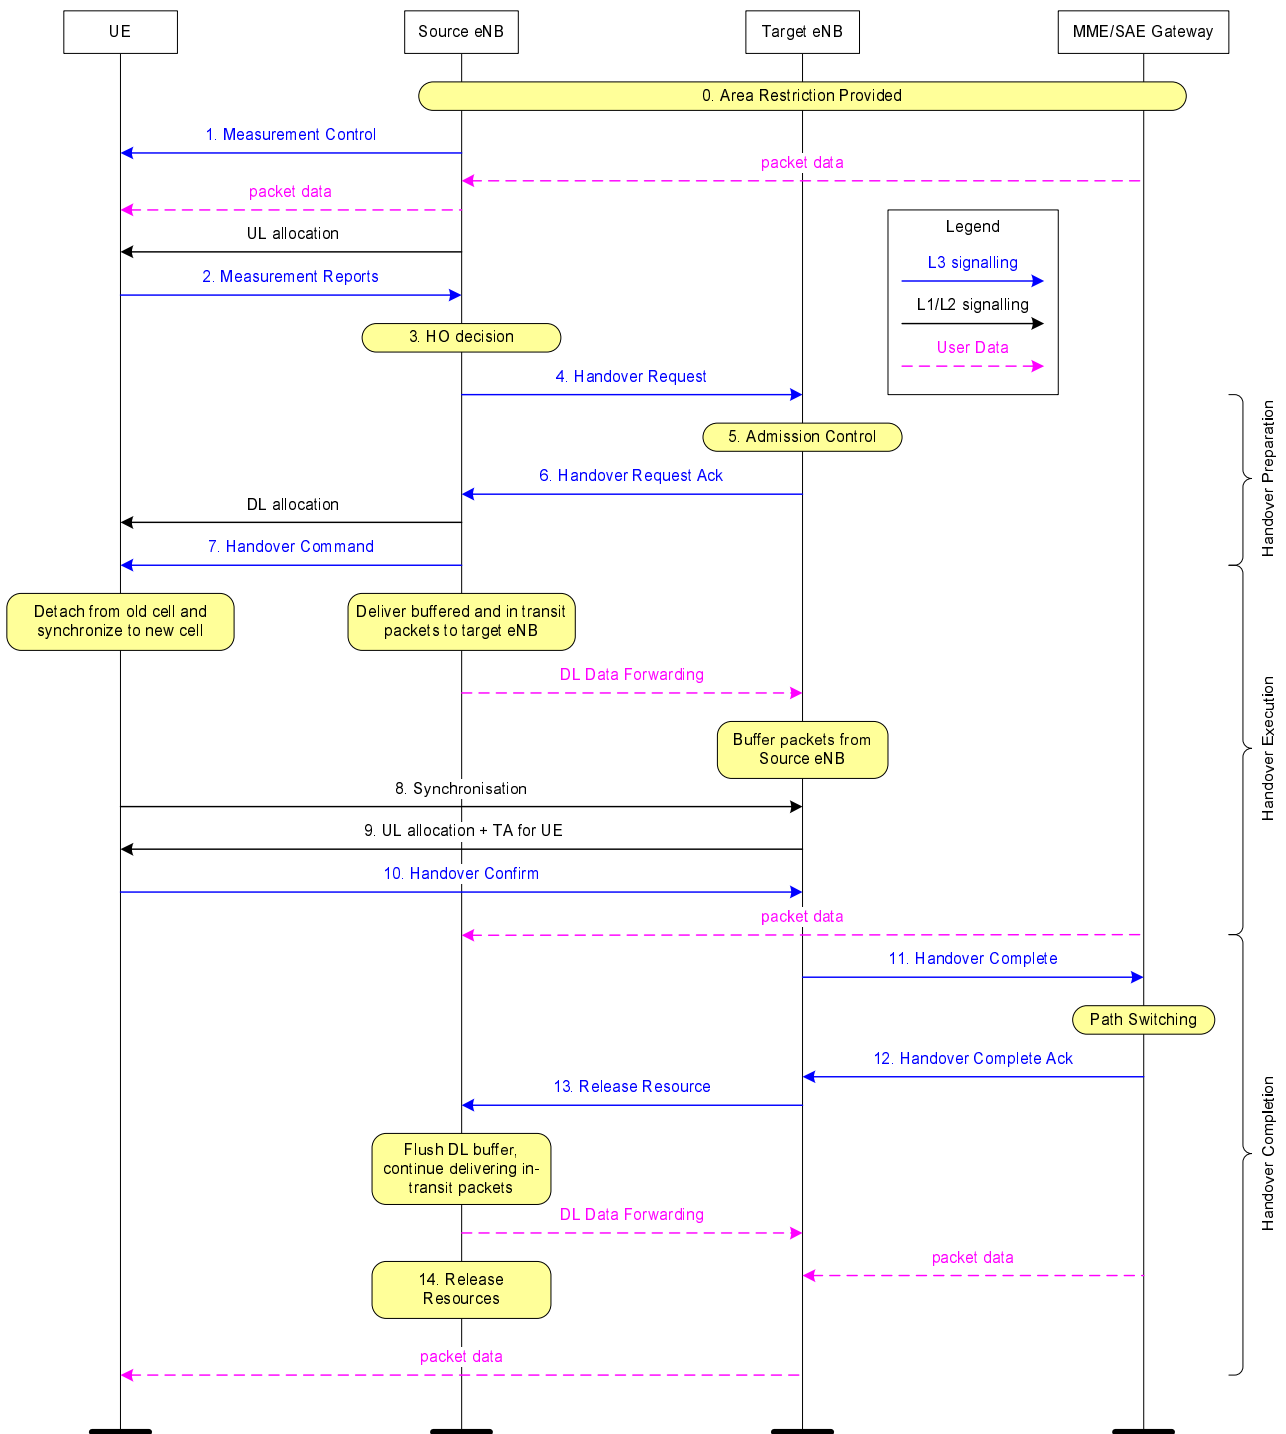 UE
Source eNB
Target eNB
MME/SAE Gateway
0. Area Restriction Provided
1. Measurement Control
packet data
packet data
UL allocation
Legend
L3 signalling
L1/L2 signalling
User Data
2. Measurement Reports
3. HO decision
4. Handover Request
5. Admission Control
6. Handover Request Ack
DL allocation
7. Handover Command
Handover Preparation
Detach from old cell and
synchronize to new cell
Deliver buffered and in transit
packets to target eNB
DL Data Forwarding
Buffer packets from
Source eNB
8. Synchronisation
9. UL allocation + TA for UE
10. Handover Confirm
Handover Execution
packet data
11. Handover Complete
Path Switching
12. Handover Complete Ack
13. Release Resource
Flush DL buffer,
continue delivering in-
transit packets
DL Data Forwarding
packet data
14. Release
Resources
packet data
Handover Completion